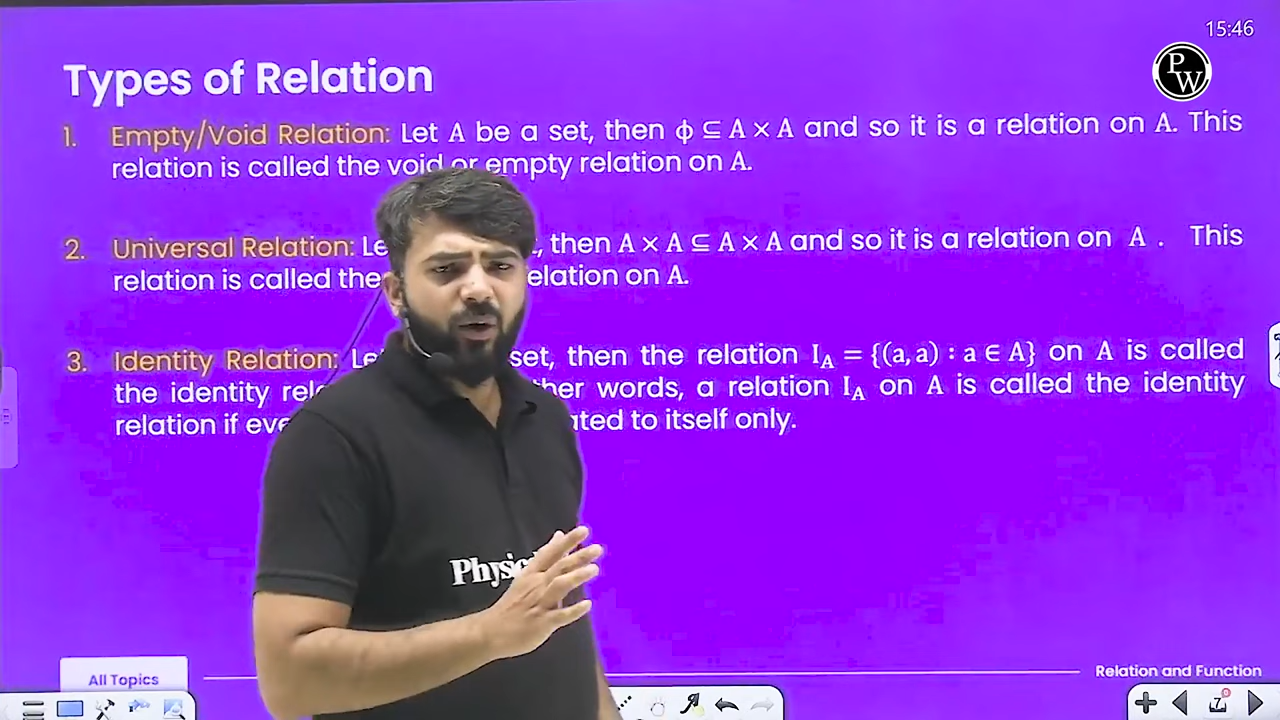 15:46
PW
Types of Relation
1. Empty/Void Relation: Let A be a set, then ϕ ⊆ A × A and so it is a relation on A. This
relation is called the void or empty relation on A.
2. Universal Relation: Le , then A × A ⊆ A × A and so it is a relation on A . This
relation is called the elation on A.
3. Identity Relation: Le set, then the relation I_A = {(a, a) : a ∈ A} on A is called
the identity rel her words, a relation I_A on A is called the identity
relation if eve ated to itself only.
Physic
All Topics
Relation and Function